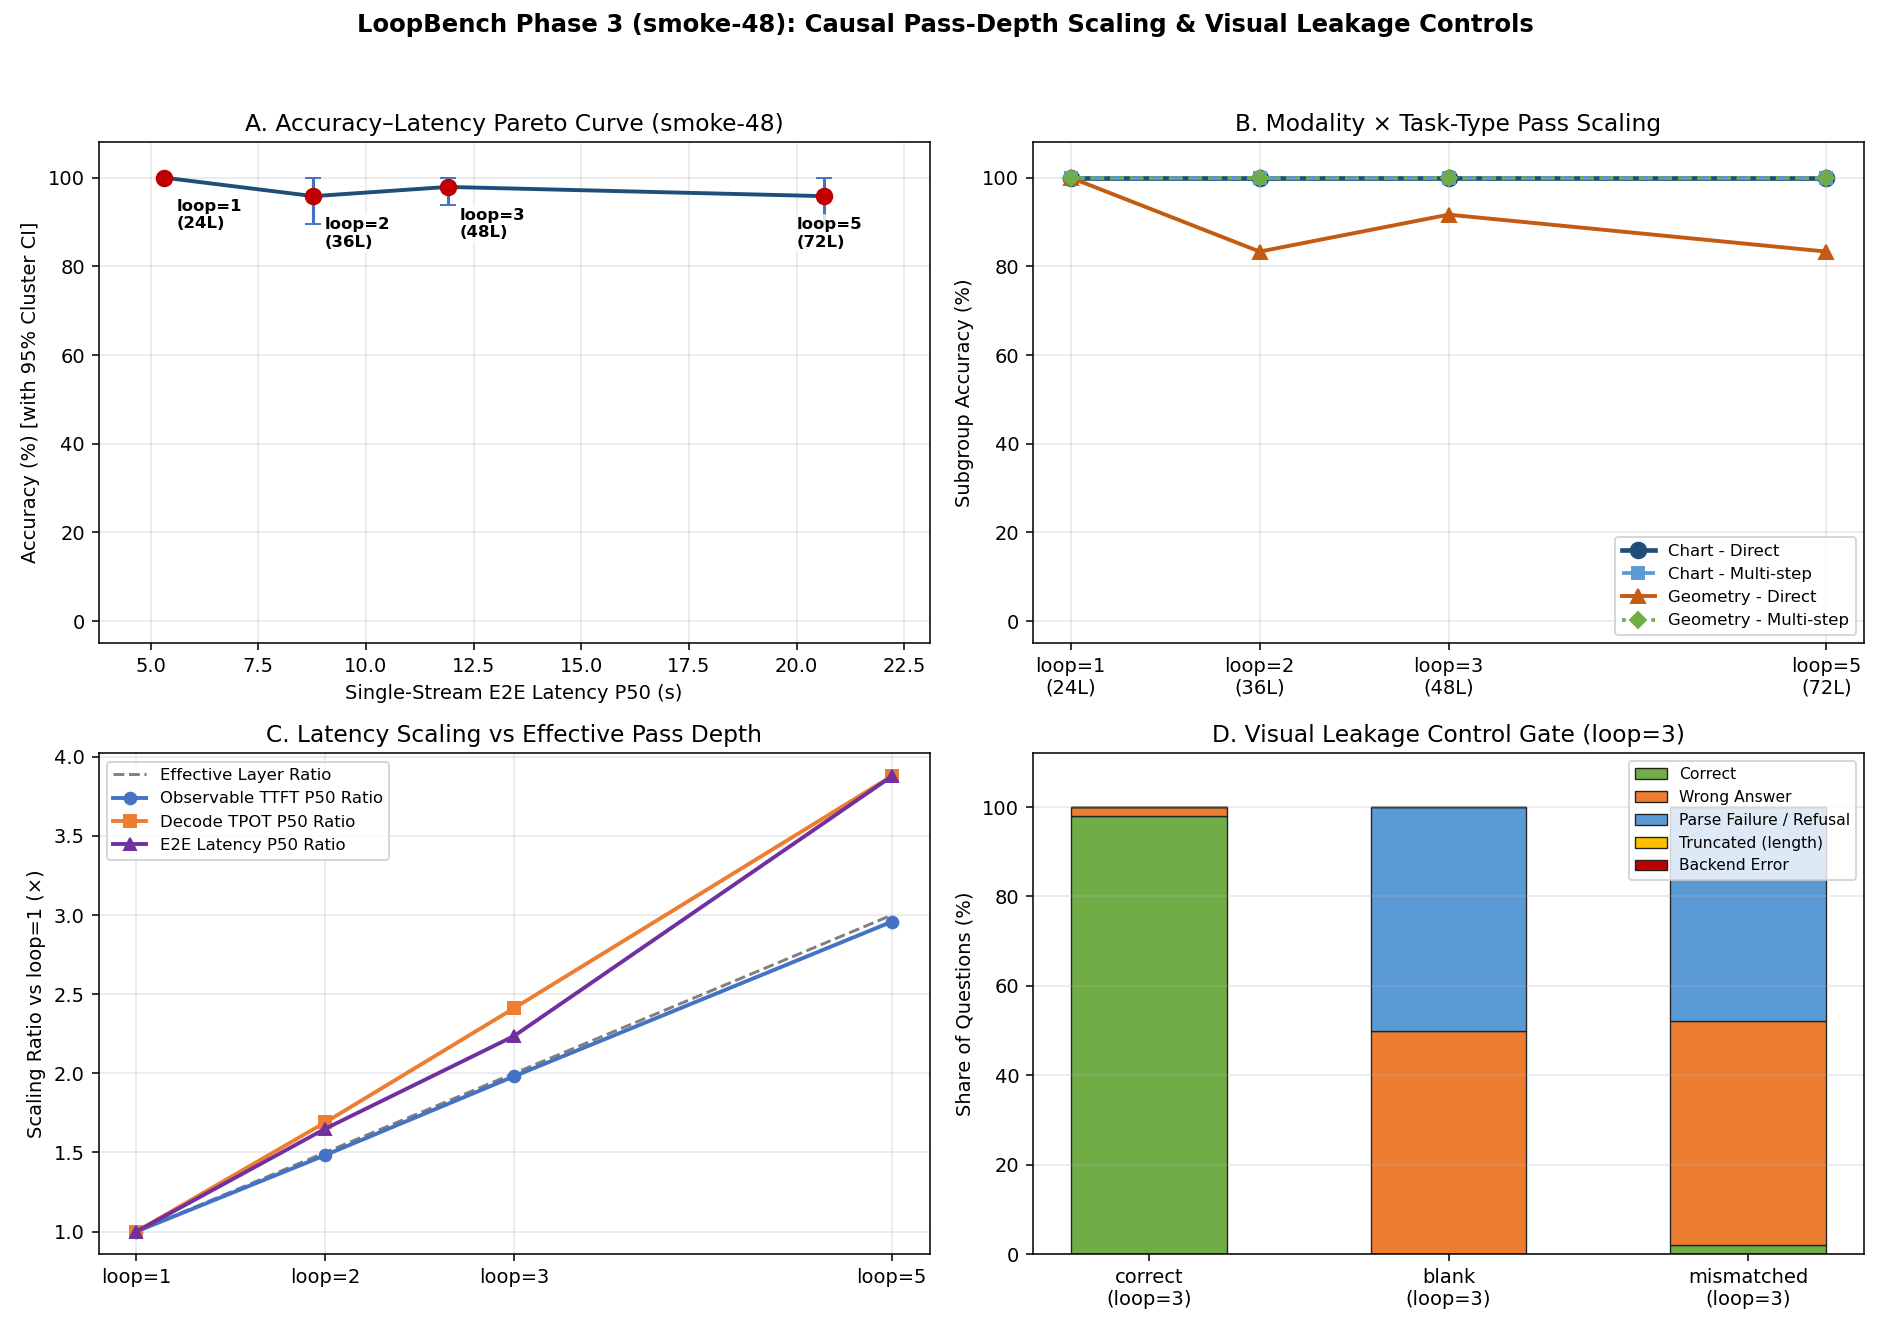 LoopBench Phase 3 (smoke-48): Causal Pass-Depth Scaling & Visual Leakage Controls
A. Accuracy–Latency Pareto Curve (smoke-48)
Accuracy (%) [with 95% Cluster CI]
100
80
60
40
20
0
loop=1
(24L)
loop=2
(36L)
loop=3
(48L)
loop=5
(72L)
5.0
7.5
10.0
12.5
15.0
17.5
20.0
22.5
Single-Stream E2E Latency P50 (s)
B. Modality × Task-Type Pass Scaling
Subgroup Accuracy (%)
100
80
60
40
20
0
Chart - Direct
Chart - Multi-step
Geometry - Direct
Geometry - Multi-step
loop=1
(24L)
loop=2
(36L)
loop=3
(48L)
loop=5
(72L)
C. Latency Scaling vs Effective Pass Depth
Scaling Ratio vs loop=1 (×)
4.0
3.5
3.0
2.5
2.0
1.5
1.0
Effective Layer Ratio
Observable TTFT P50 Ratio
Decode TPOT P50 Ratio
E2E Latency P50 Ratio
loop=1
loop=2
loop=3
loop=5
D. Visual Leakage Control Gate (loop=3)
Share of Questions (%)
100
80
60
40
20
0
Correct
Wrong Answer
Parse Failure / Refusal
Truncated (length)
Backend Error
correct
(loop=3)
blank
(loop=3)
mismatched
(loop=3)